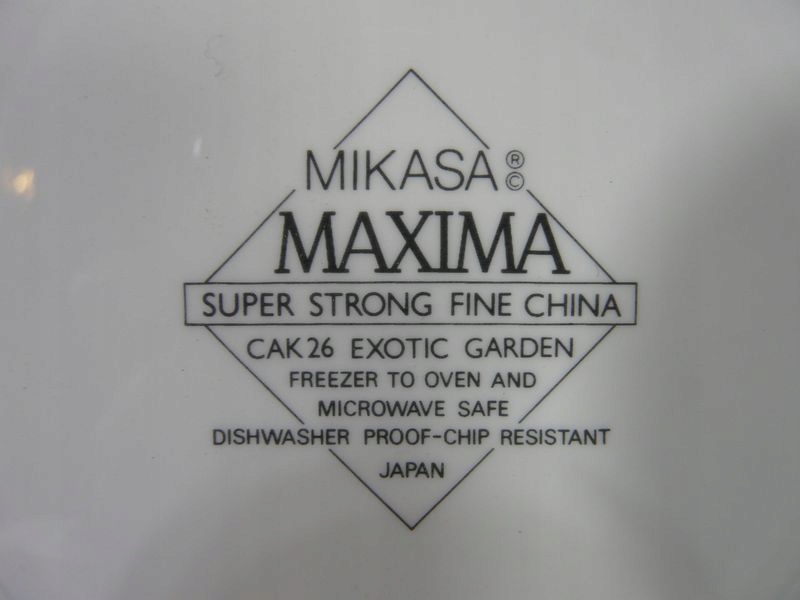 MIKASA ® ©
MAXIMA
SUPER STRONG FINE CHINA
CAK26 EXOTIC GARDEN
FREEZER TO OVEN AND
MICROWAVE SAFE
DISHWASHER PROOF-CHIP RESISTANT
JAPAN